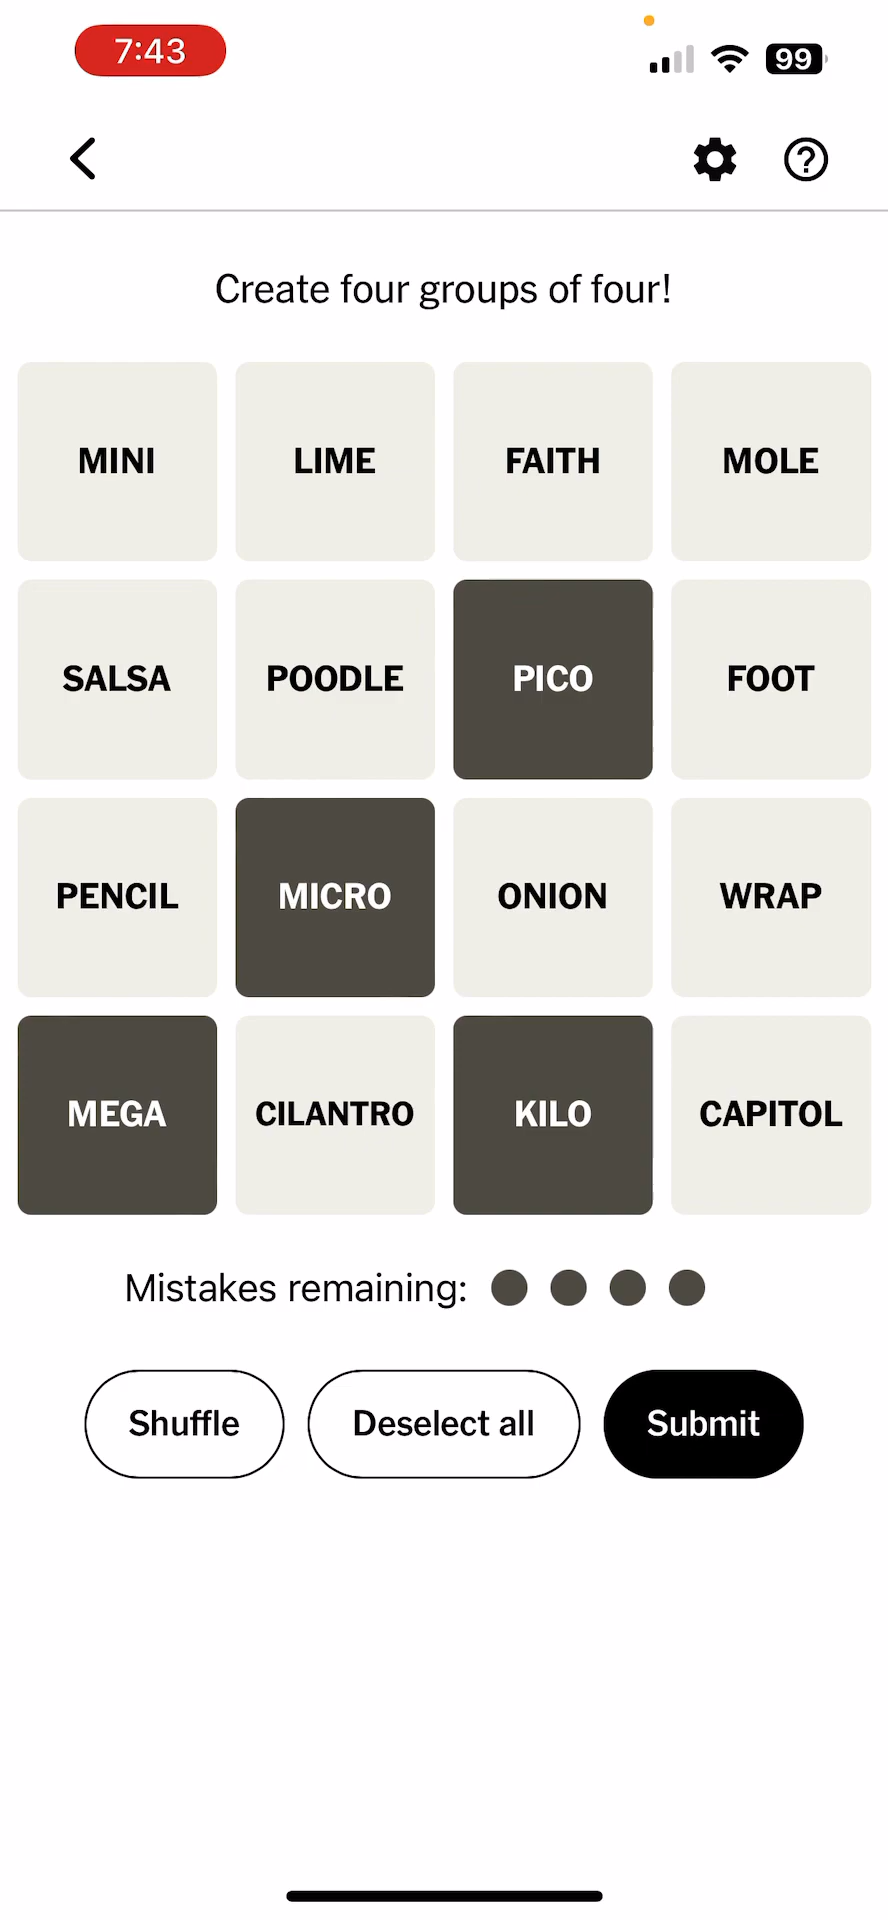 7:43
99
Create four groups of four!
MINI LIME FAITH MOLE
SALSA POODLE PICO FOOT
PENCIL MICRO ONION WRAP
MEGA CILANTRO KILO CAPITOL
Mistakes remaining:
Shuffle Deselect all Submit